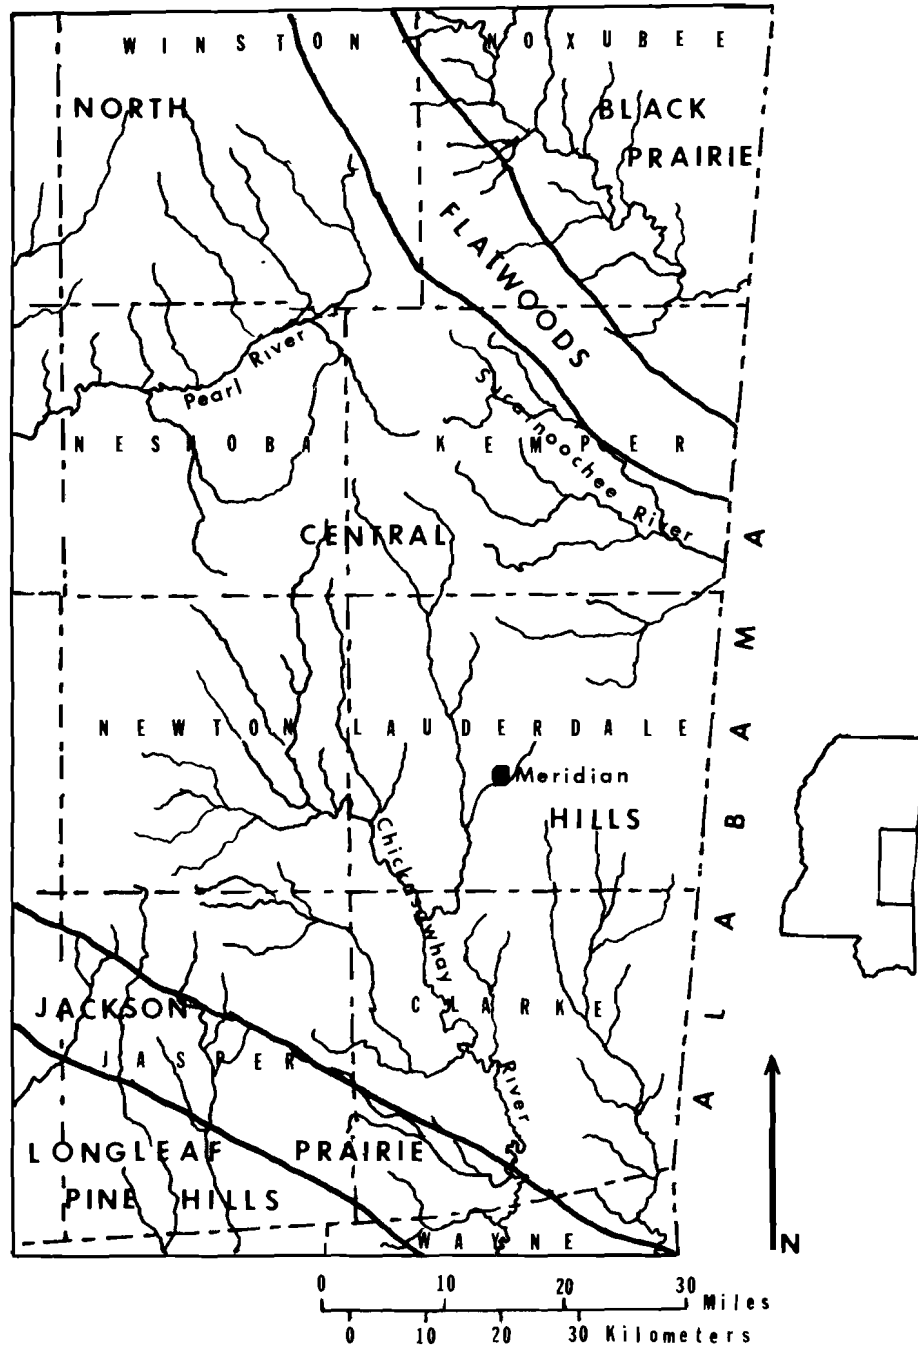 WINSTON
NOXUBEE
NORTH
BLACK
PRAIRIE
FLATWOODS
Pearl River
Sucarnoochee River
NESHOBA
KEMPER
CENTRAL
NEWTON
LAUDERDALE
Meridian
HILLS
Chickasawhay River
ALABAMA
JACKSON
CLARKE
JASPER
LONGLEAF
PRAIRIE
PINE HILLS
WAYNE
N
0 10 20 30 Miles
0 10 20 30 Kilometers